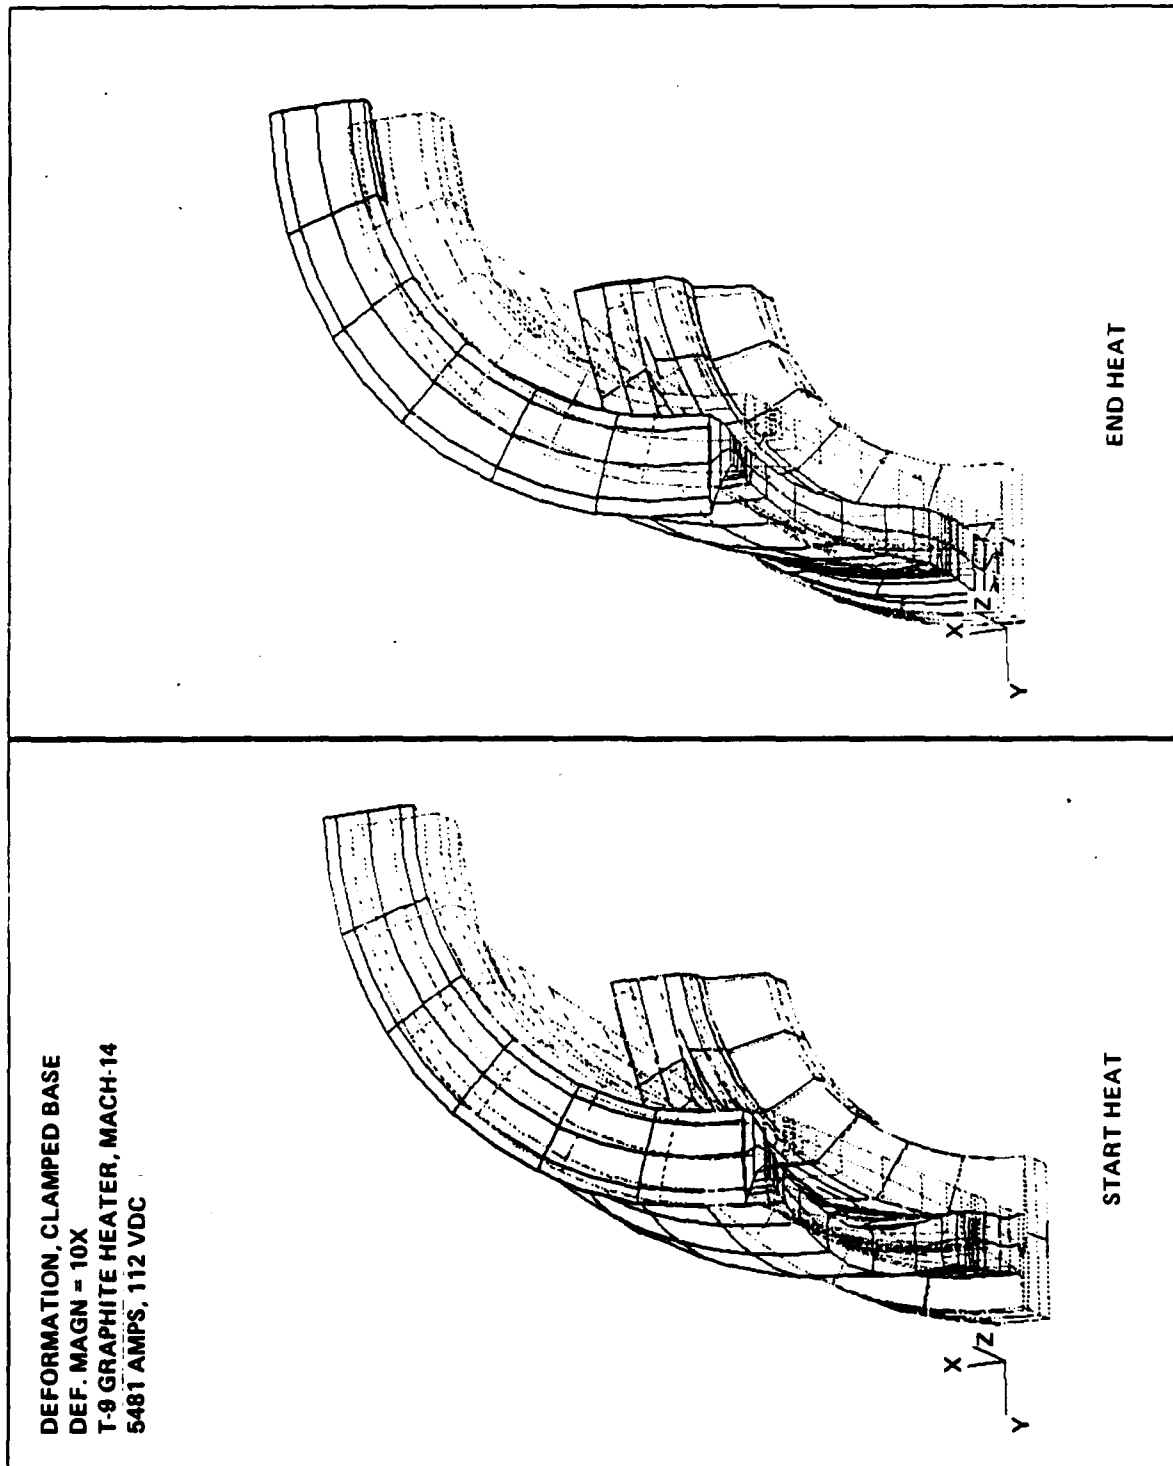 DEFORMATION, CLAMPED BASE
DEF. MAGN = 10X
T-9 GRAPHITE HEATER, MACH-14
5481 AMPS, 112 VDC
X
Z
Y
START HEAT
X
Z
Y
END HEAT